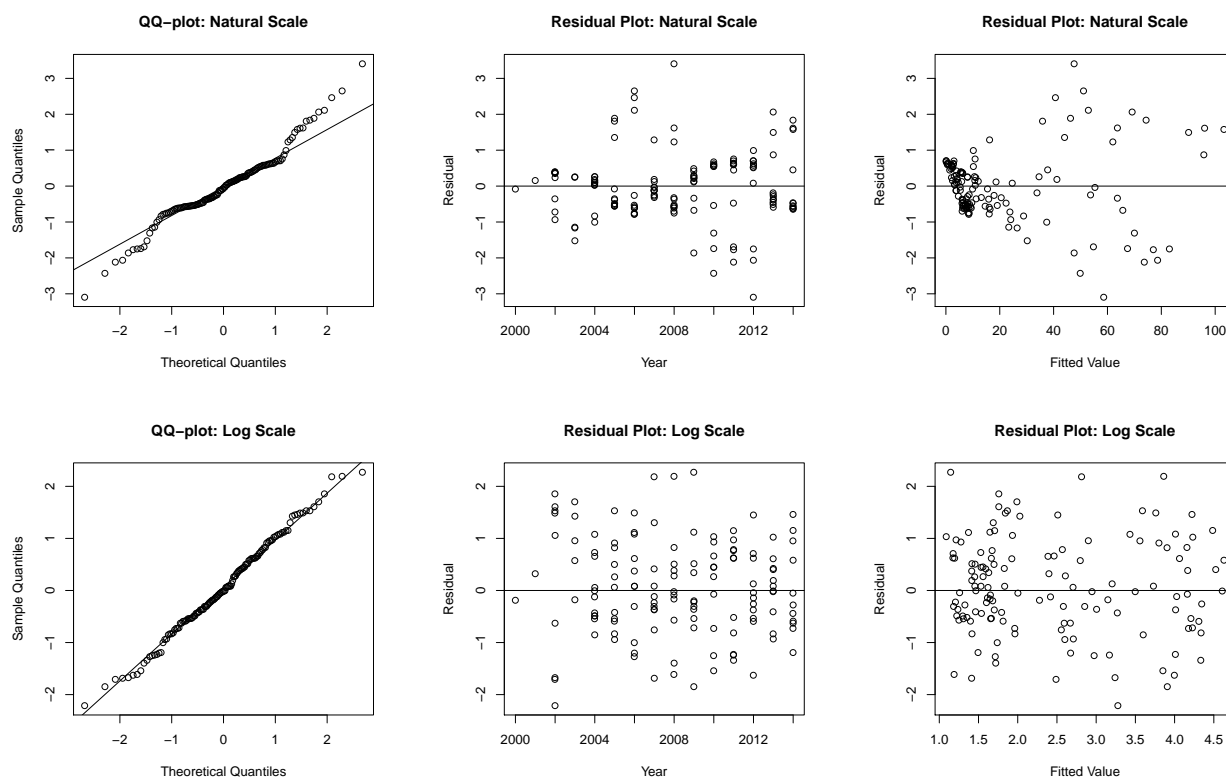 QQ−plot: Natural Scale
Sample Quantiles
3
2
1
0
−1
−2
−3
−2 −1 0 1 2
Theoretical Quantiles
Residual Plot: Natural Scale
Residual
3
2
1
0
−1
−2
−3
2000 2004 2008 2012
Year
Residual Plot: Natural Scale
Residual
3
2
1
0
−1
−2
−3
0 20 40 60 80 100
Fitted Value
QQ−plot: Log Scale
Sample Quantiles
2
1
0
−1
−2
−2 −1 0 1 2
Theoretical Quantiles
Residual Plot: Log Scale
Residual
2
1
0
−1
−2
2000 2004 2008 2012
Year
Residual Plot: Log Scale
Residual
2
1
0
−1
−2
1.0 1.5 2.0 2.5 3.0 3.5 4.0 4.5
Fitted Value